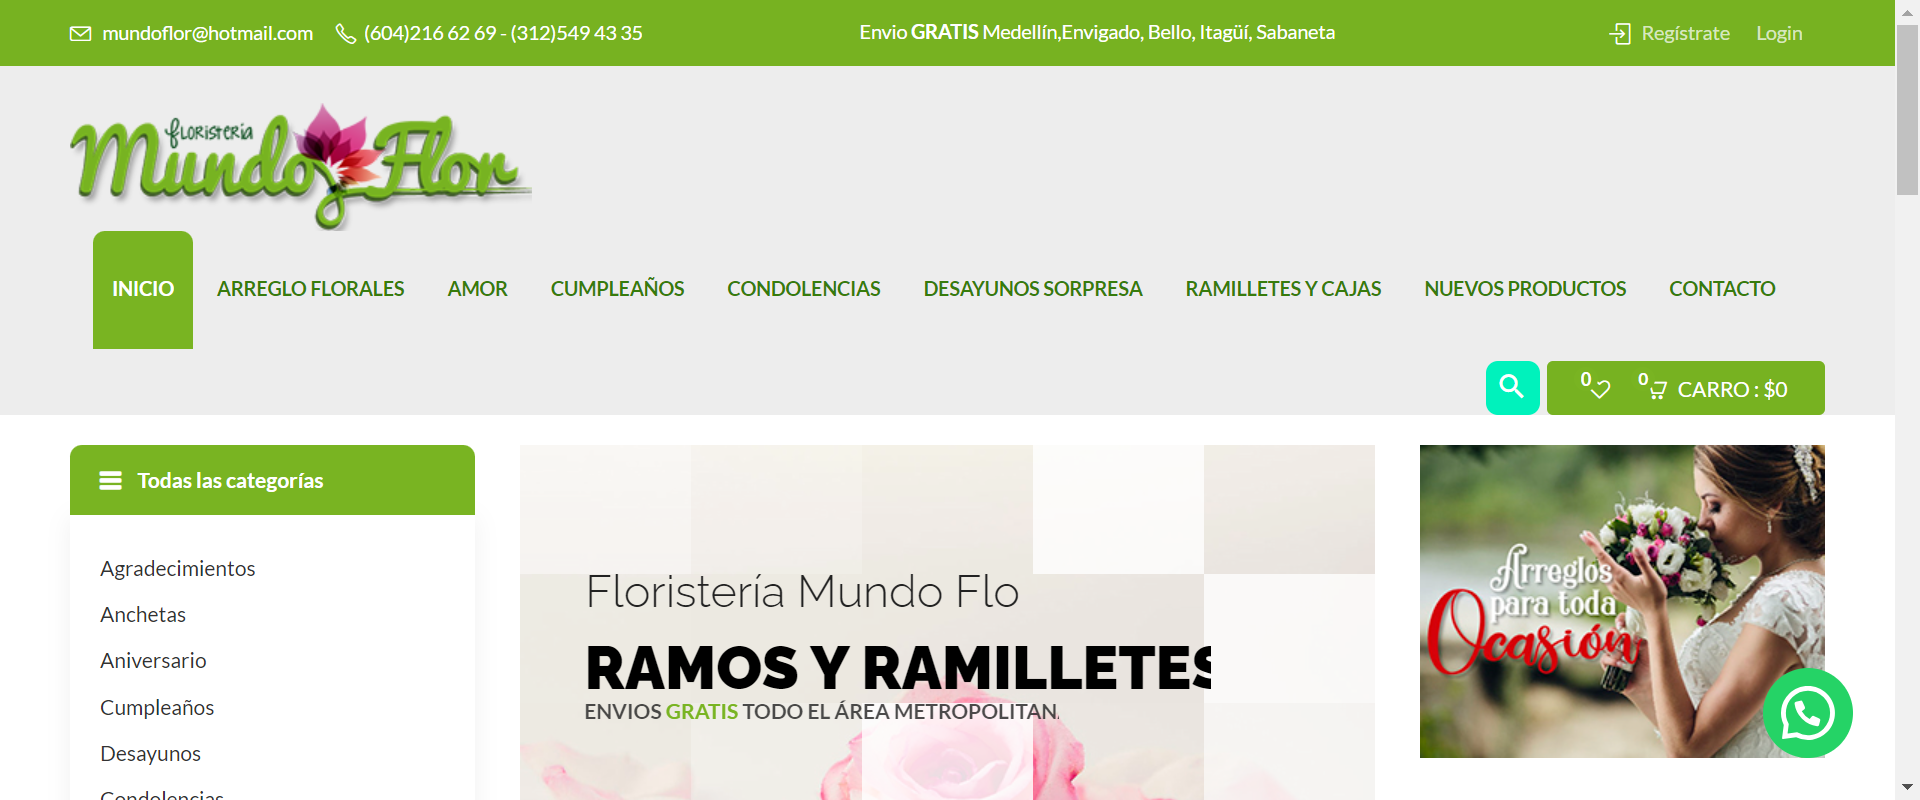 mundoflor@hotmail.com
(604)216 62 69 - (312)549 43 35
Envio GRATIS Medellín,Envigado, Bello, Itagüí, Sabaneta
Regístrate
Login
floristeria
Mundo Flor
INICIO
ARREGLO FLORALES
AMOR
CUMPLEAÑOS
CONDOLENCIAS
DESAYUNOS SORPRESA
RAMILLETES Y CAJAS
NUEVOS PRODUCTOS
CONTACTO
0
0
CARRO : $0
Todas las categorías
Agradecimientos
Anchetas
Aniversario
Cumpleaños
Desayunos
Condolencias
Floristería Mundo Flo
RAMOS Y RAMILLETES
ENVIOS GRATIS TODO EL ÁREA METROPOLITAN
Arreglos
para toda
Ocasión